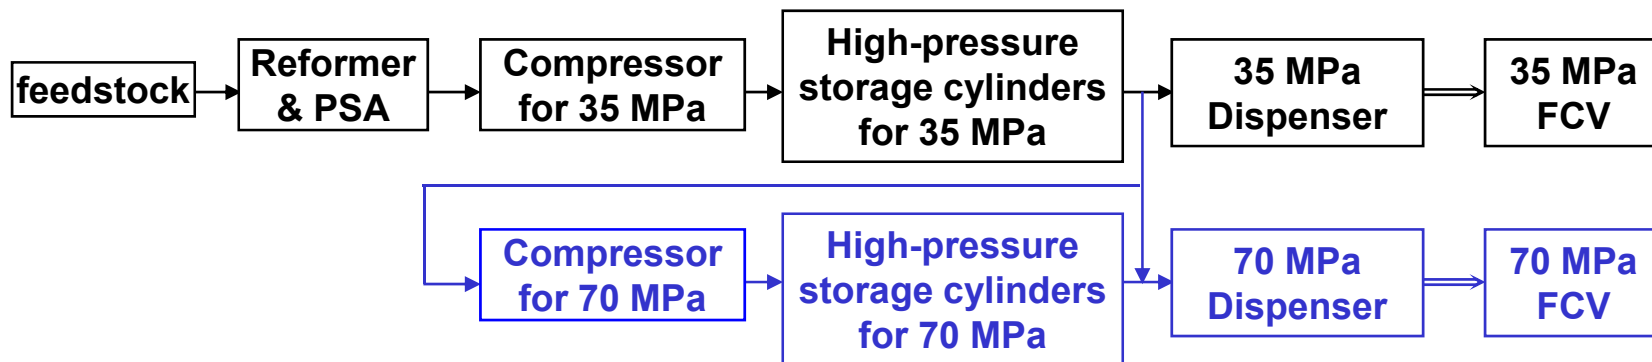 feedstock
Reformer
& PSA
Compressor
for 35 MPa
High-pressure
storage cylinders
for 35 MPa
35 MPa
Dispenser
35 MPa
FCV
Compressor
for 70 MPa
High-pressure
storage cylinders
for 70 MPa
70 MPa
Dispenser
70 MPa
FCV